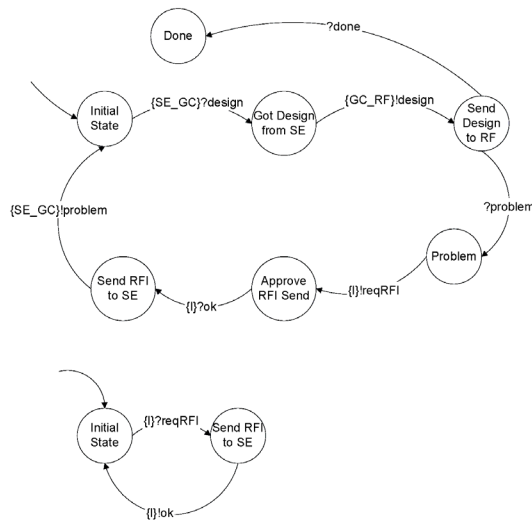 Done
?done
Initial
State
{SE_GC}?design
Got Design
from SE
{GC_RF}!design
Send
Design
to RF
{SE_GC}!problem
?problem
Problem
Send RFI
to SE
{I}?ok
Approve
RFI Send
{I}!reqRFI
Initial
State
{I}?reqRFI
Send RFI
to SE
{I}!ok